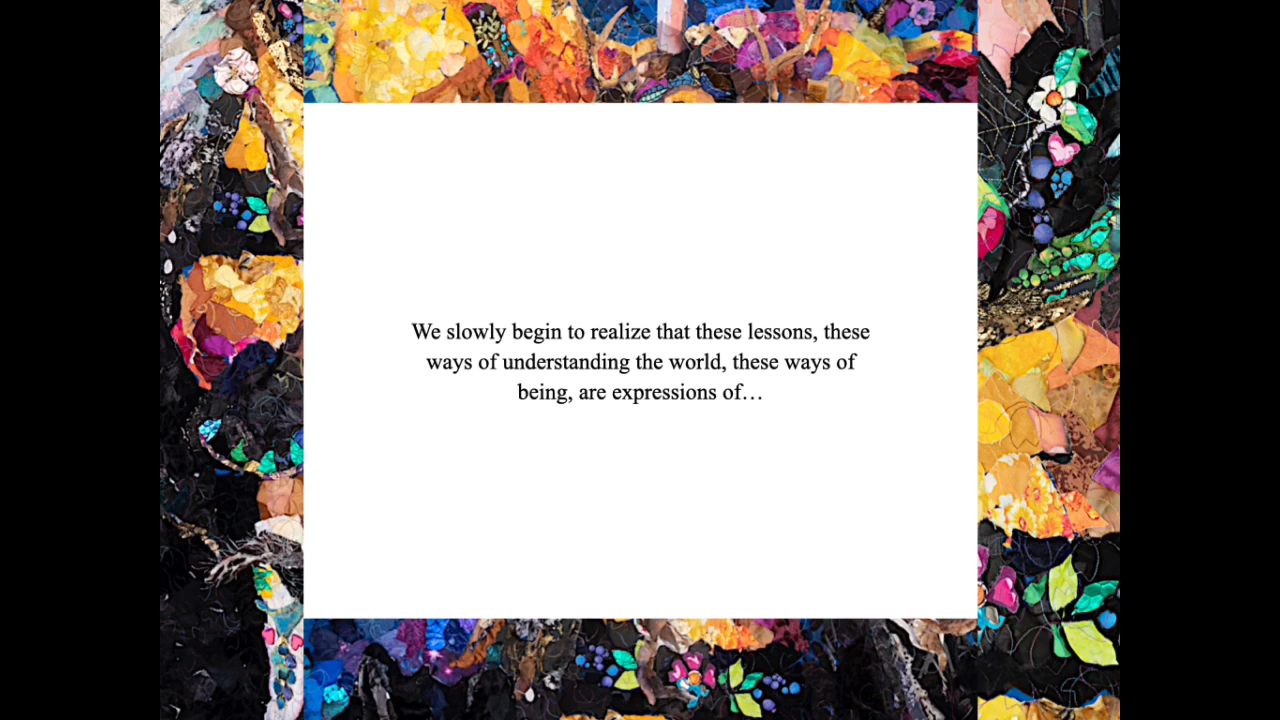 We slowly begin to realize that these lessons, these
ways of understanding the world, these ways of
being, are expressions of…